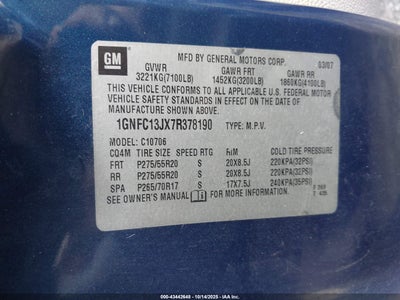 GM
MFD BY GENERAL MOTORS CORP. 03/07
GVWR GAWR FRT GAWR RR
3221KG(7100LB) 1452KG(3200LB) 1860KG(4100LB)
THIS VEHICLE CONFORMS TO ALL APPLICABLE U.S. FEDERAL MOTOR
VEHICLE SAFETY STANDARDS IN EFFECT ON THE DATE OF
MANUFACTURE SHOWN ABOVE.
1GNFC13JX7R378190 TYPE: M.P.V.
MODEL: C10706
CQ4M TIRE SIZE SPEED RTG RIM COLD TIRE PRESSURE
FRT P275/55R20 S 20X8.5J 220KPA(32PSI)
RR P275/55R20 S 20X8.5J 220KPA(32PSI)
SPA P265/70R17 S 17X7.5J 240KPA(35PSI)
SEE OWNER'S MANUAL FOR MORE INFORMATION.
000-43442648 - 10/14/2025 - IAAI.COM